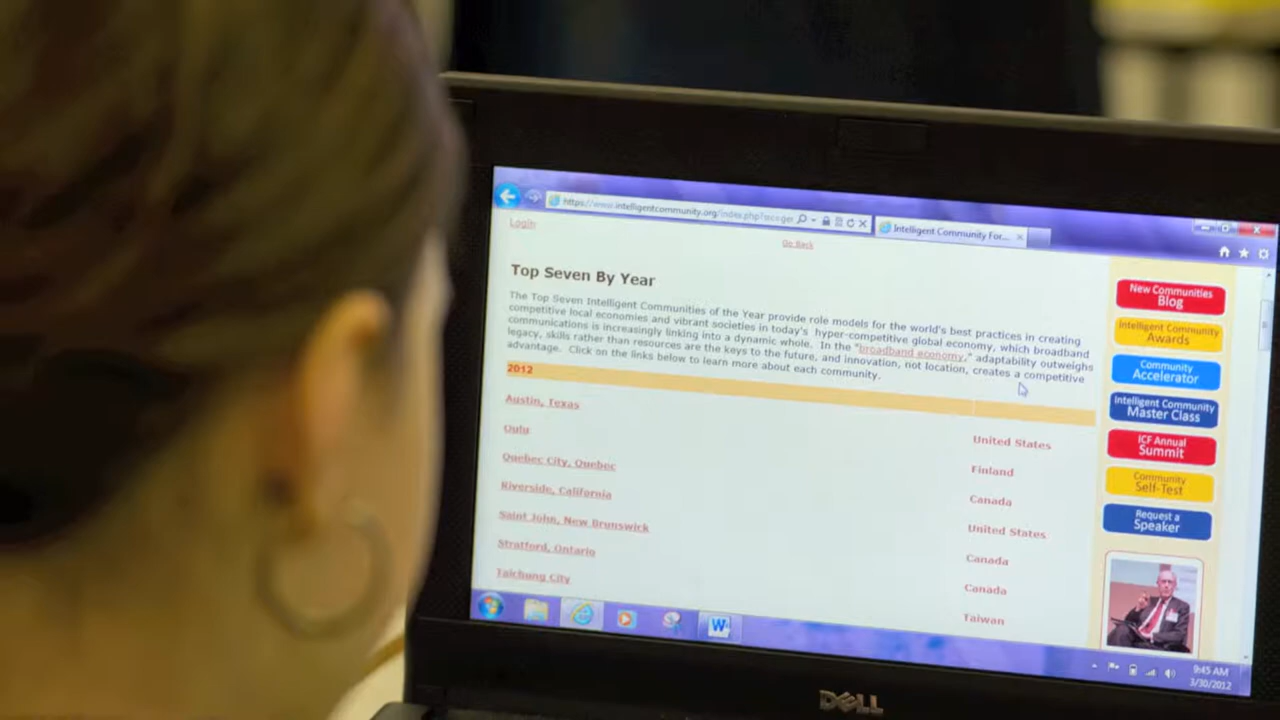 https://www.intelligentcommunity.org/index.php?src=gen
Intelligent Community For...
Login
Go Back
Top Seven By Year
The Top Seven Intelligent Communities of the Year provide role models for the world's best practices in creating
competitive local economies and vibrant societies in today's hyper-competitive global economy, which broadband
communications is increasingly linking into a dynamic whole. In the "broadband economy," adaptability outweighs
legacy, skills rather than resources are the keys to the future, and innovation, not location, creates a competitive
advantage. Click on the links below to learn more about each community.
2012
Austin, Texas United States
Oulu Finland
Quebec City, Quebec Canada
Riverside, California United States
Saint John, New Brunswick Canada
Stratford, Ontario Canada
Taichung City Taiwan
New Communities
Blog
Intelligent Community
Awards
Community
Accelerator
Intelligent Community
Master Class
ICF Annual
Summit
Community
Self-Test
Request a
Speaker
W
9:45 AM
3/30/2012
DELL